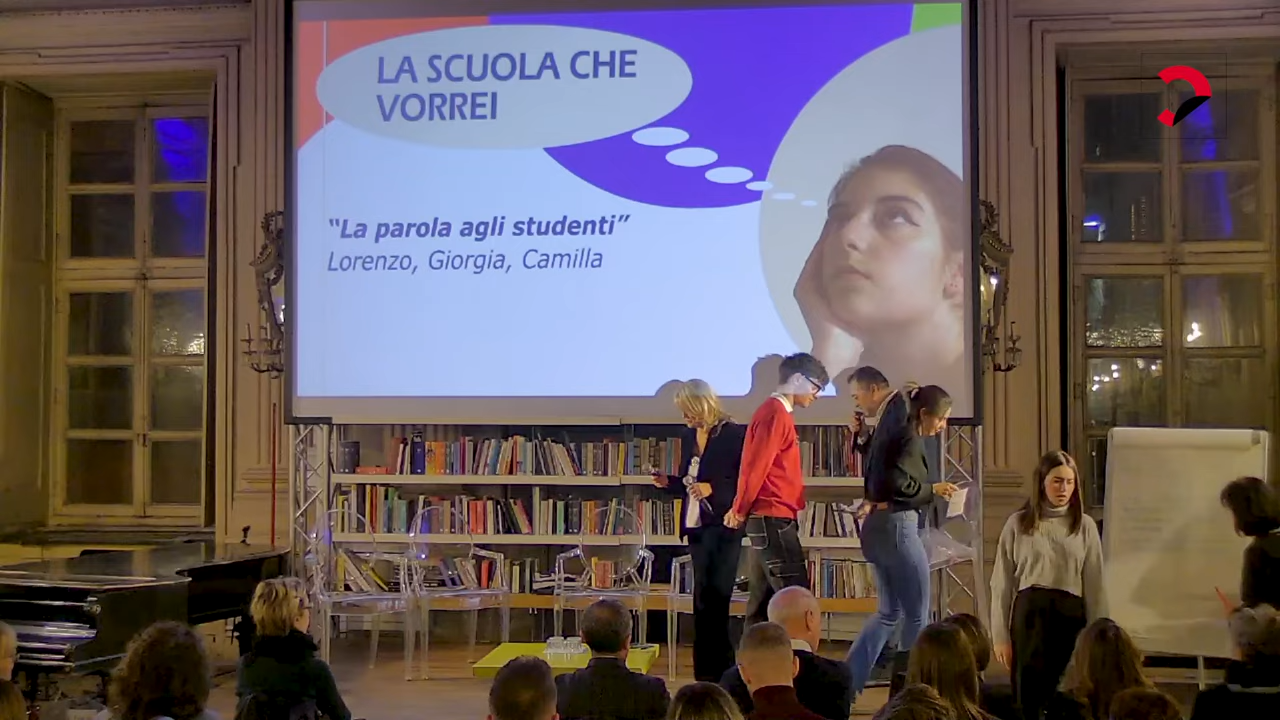 LA SCUOLA CHE
VORREI
“La parola agli studenti”
Lorenzo, Giorgia, Camilla